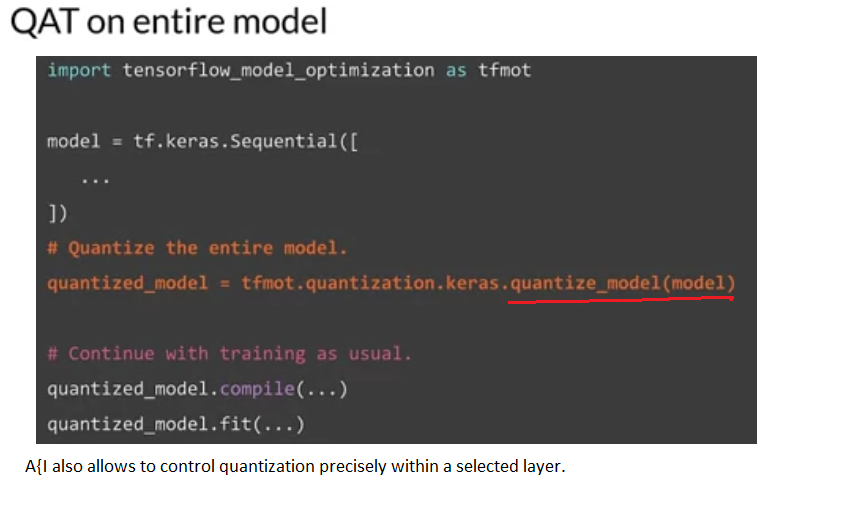 QAT on entire model
import tensorflow_model_optimization as tfmot
model = tf.keras.Sequential([
...
])
# Quantize the entire model.
quantized_model = tfmot.quantization.keras.quantize_model(model)
# Continue with training as usual.
quantized_model.compile(...)
quantized_model.fit(...)
A{I also allows to control quantization precisely within a selected layer.